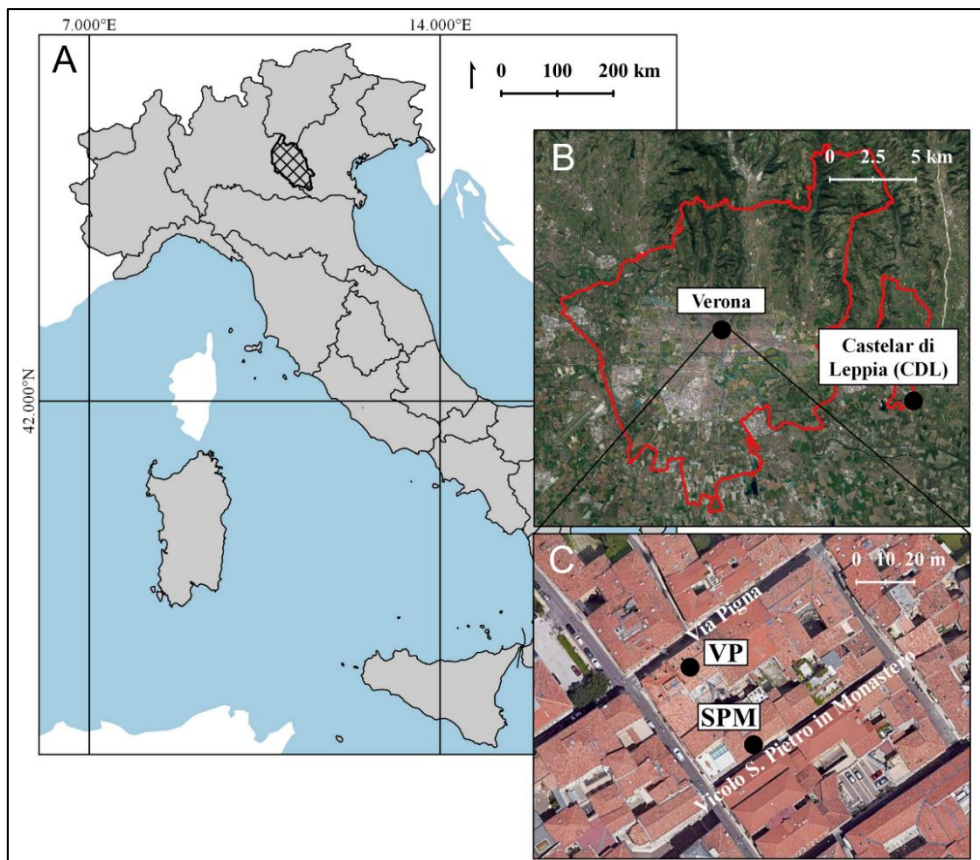 7.000°E
14.000°E
A
0 100 200 km
42.000°N
B
0 2.5 5 km
Verona
Castelar di
Leppia (CDL)
C
0 10 20 m
Via Pigna
VP
SPM
Vicolo S. Pietro in Monastero